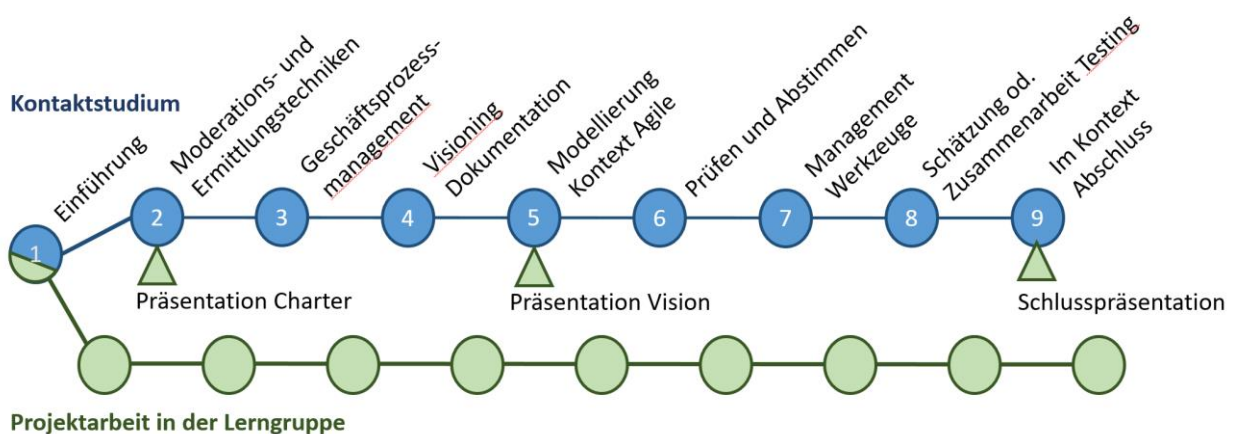 Kontaktstudium
Einführung
Moderations- und
Ermittlungstechniken
Geschäftsprozess-
management
Visioning
Dokumentation
Modellierung
Kontext Agile
Prüfen und Abstimmen
Management
Werkzeuge
Schätzung od.
Zusammenarbeit Testing
Im Kontext
Abschluss
1
2
3
4
5
6
7
8
9
Präsentation Charter
Präsentation Vision
Schlusspräsentation
Projektarbeit in der Lerngruppe